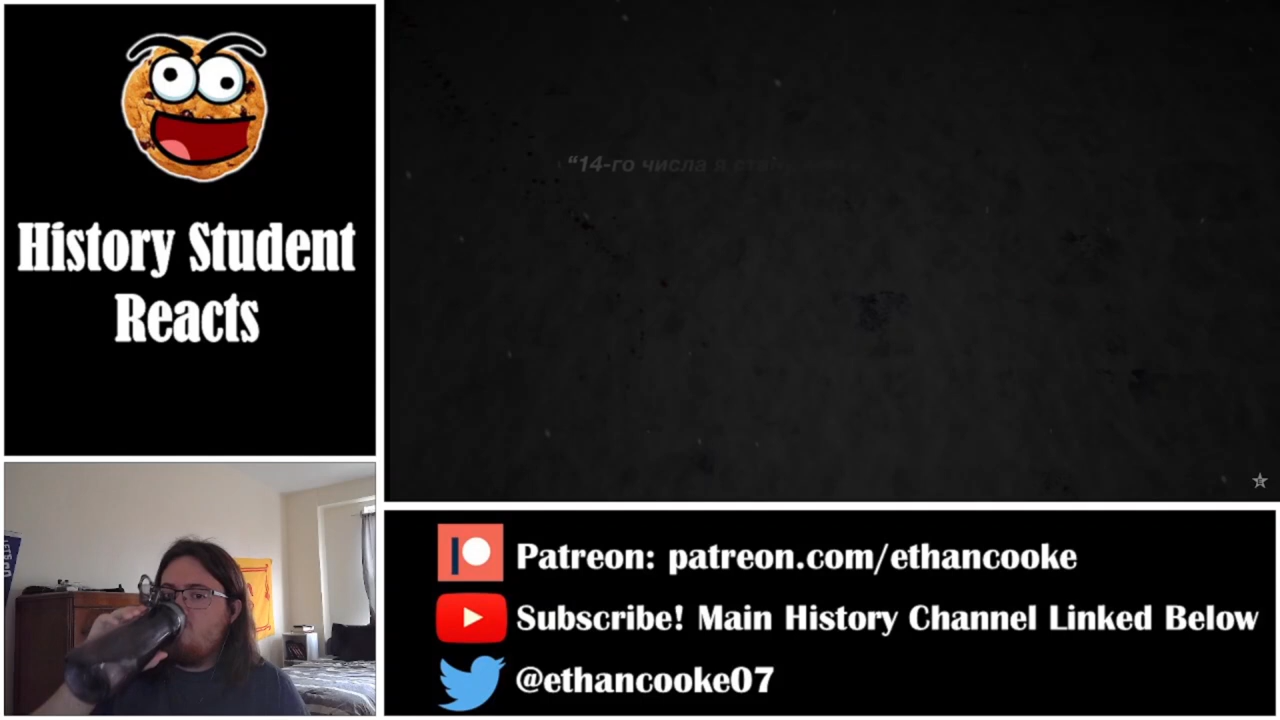 History Student
Reacts
“14-го числа я
Patreon: patreon.com/ethancooke
Subscribe! Main History Channel Linked Below
@ethancooke07